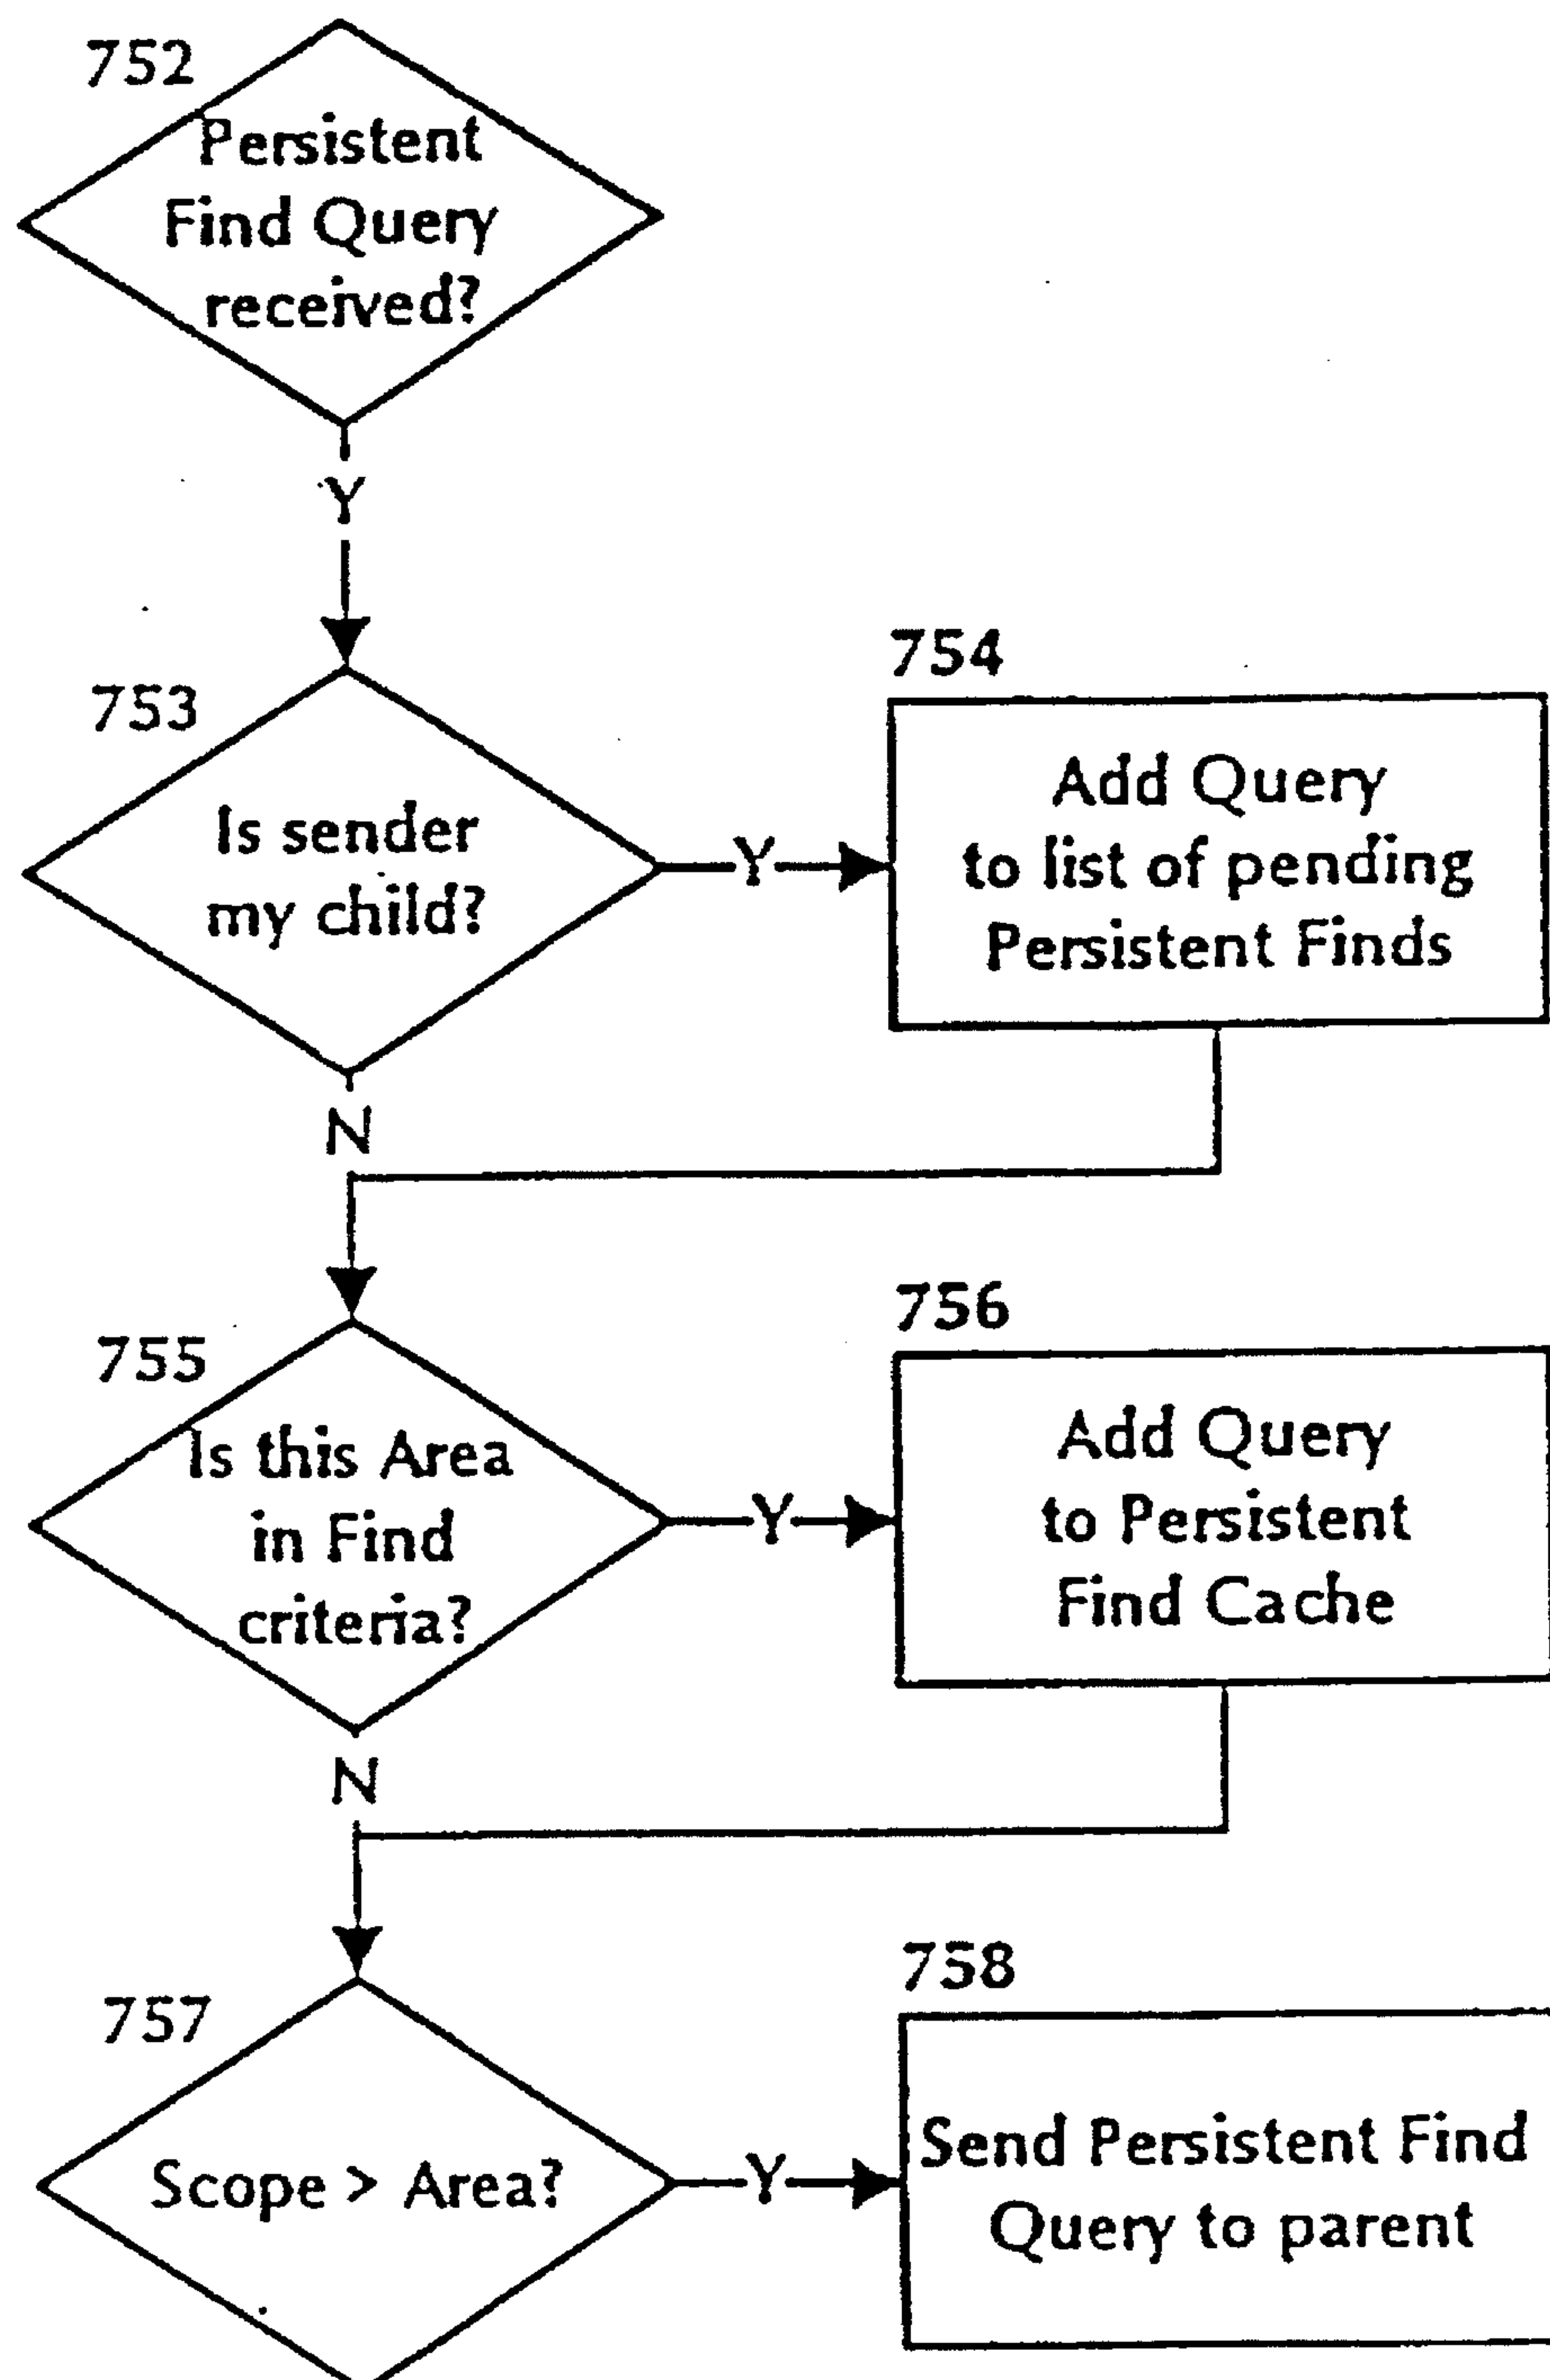 752
Persistent
Find Query
received?
Y
753
Is sender
my child?
Y
754
Add Query
to list of pending
Persistent Finds
N
755
Is this Area
in Find
criteria?
Y
756
Add Query
to Persistent
Find Cache
N
757
Scope > Area?
Y
758
Send Persistent Find
Query to parent